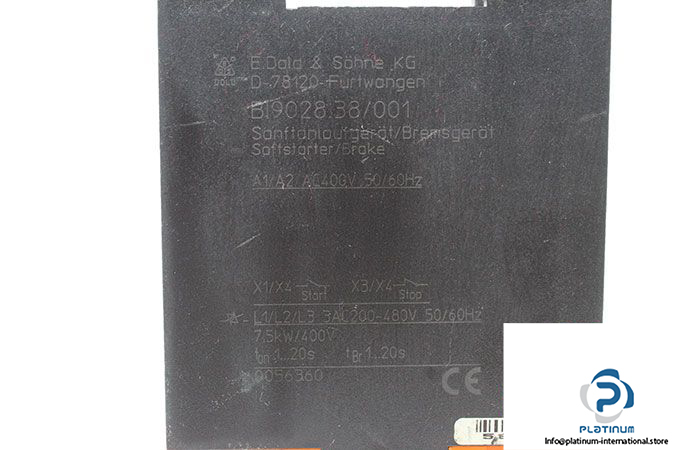 DOLD
E.Dold & Söhne KG
D-78120-Furtwangen
BI9028.38/001
Sanftanlaufgerät/Bremsgerät
Softstarter/Brake
A1/A2 AC400V 50/60Hz
X1/X4 Start X3/X4 Stop
L1/L2/L3 3AC200-480V 50/60Hz
7,5kW/400V
tan 1..20s tBr 1..20s
0056360
CE
PLATINUM
Info@platinum-international.store